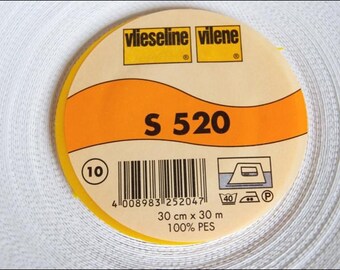 vlieseline vilene
® ®
S 520
10
4 008983 252047
30 cm x 30 m
100% PES
40 P